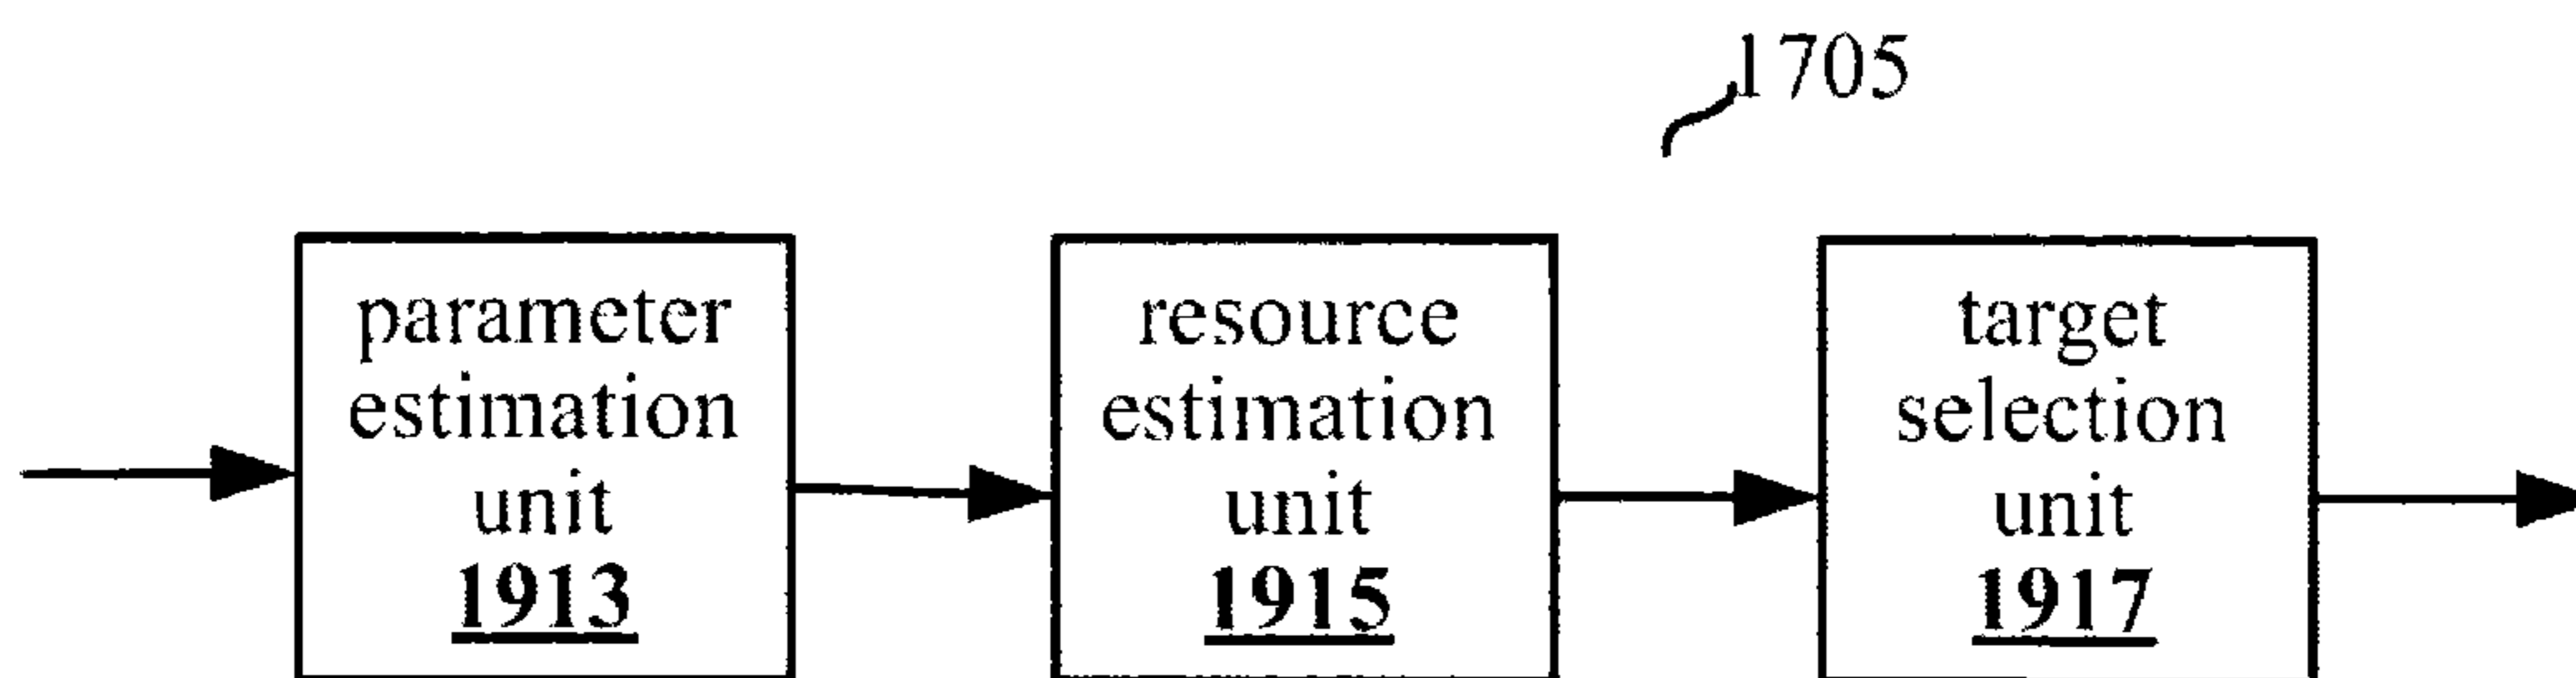 1705
parameter
estimation
unit
1913
resource
estimation
unit
1915
target
selection
unit
1917